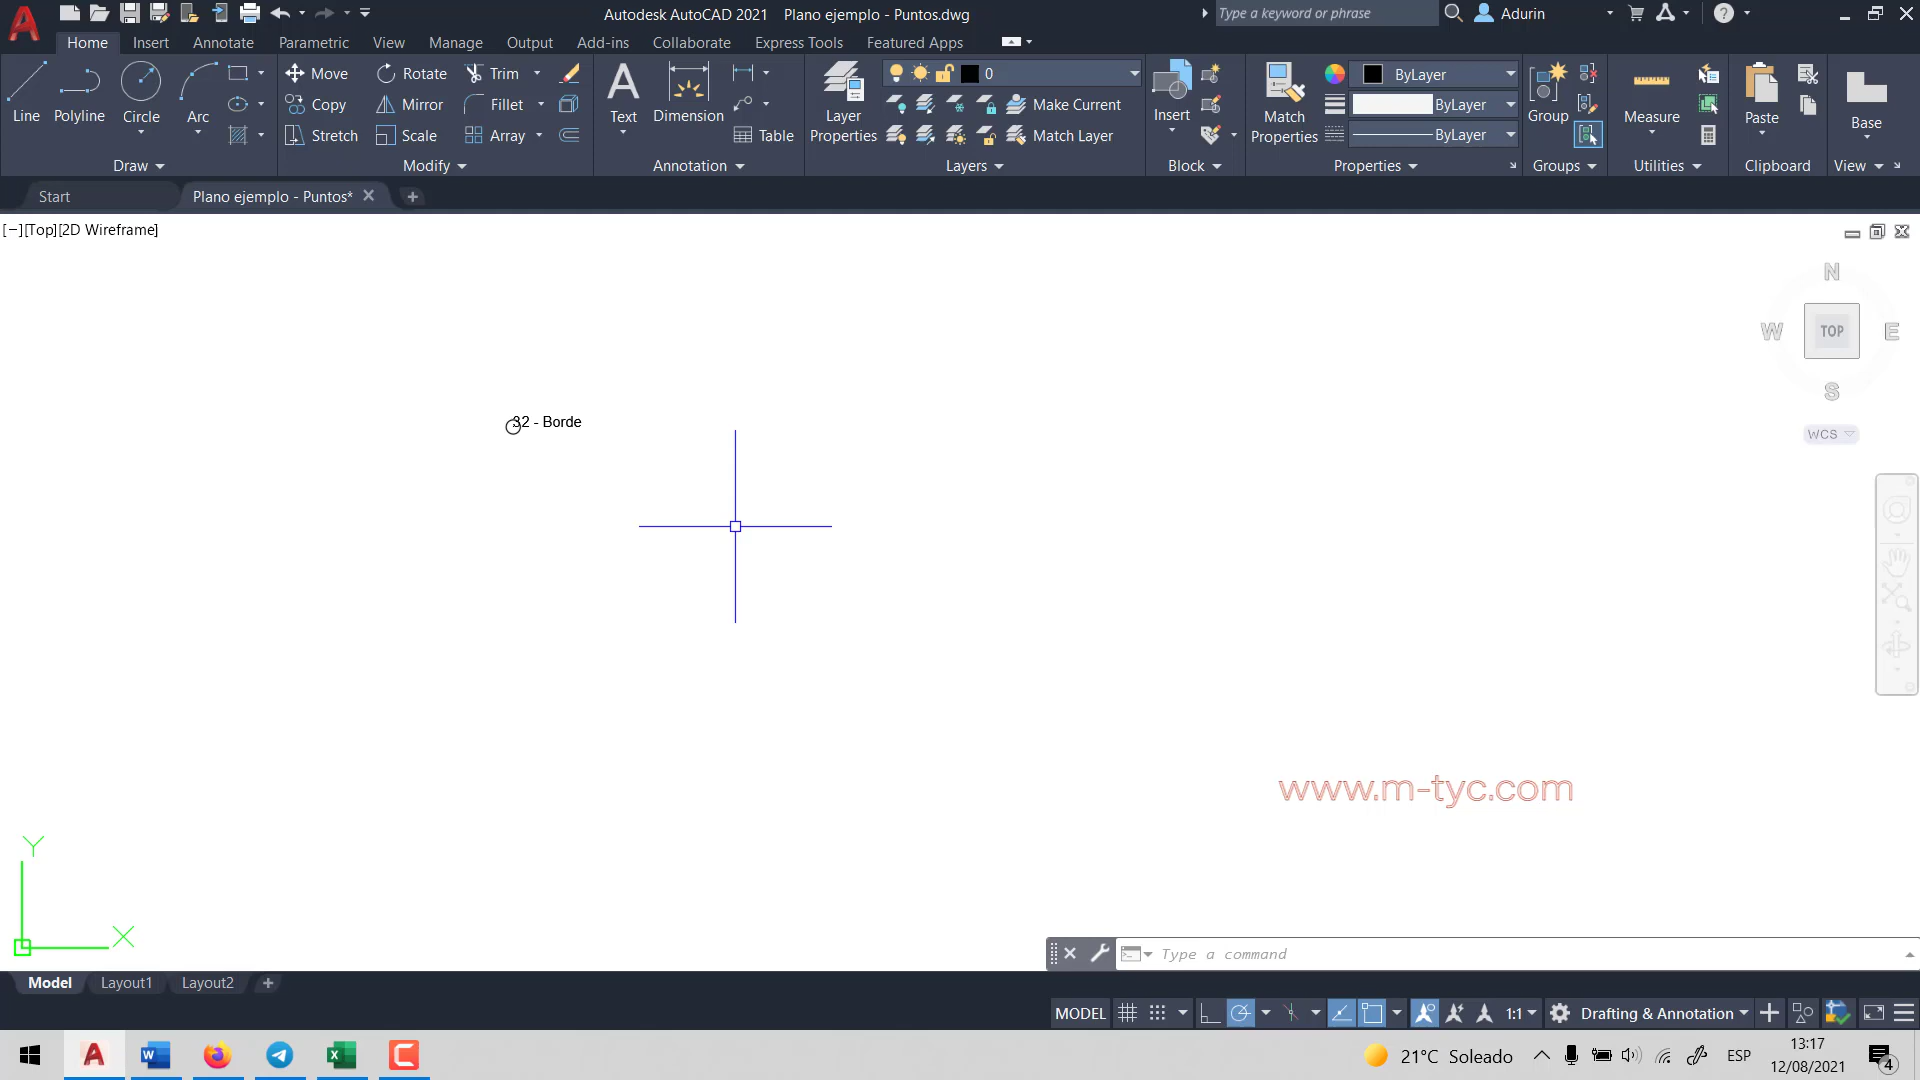 Autodesk AutoCAD 2021 Plano ejemplo - Puntos.dwg
Type a keyword or phrase
Adurin
Home Insert Annotate Parametric View Manage Output Add-ins Collaborate Express Tools Featured Apps
Line Polyline Circle Arc
Move Rotate Trim
Copy Mirror Fillet
Stretch Scale Array
Text Dimension Table
Layer Properties
0
Make Current
Match Layer
Insert
Match Properties
ByLayer
ByLayer
ByLayer
Group
Measure
Paste
Base
Draw Modify Annotation Layers Block Properties Groups Utilities Clipboard View
Start Plano ejemplo - Puntos*
[−][Top][2D Wireframe]
N
W TOP E
S
WCS
32 - Borde
www.m-tyc.com
Y
X
Type a command
Model Layout1 Layout2
MODEL 1:1 Drafting & Annotation
21°C Soleado ESP 13:17
12/08/2021
4